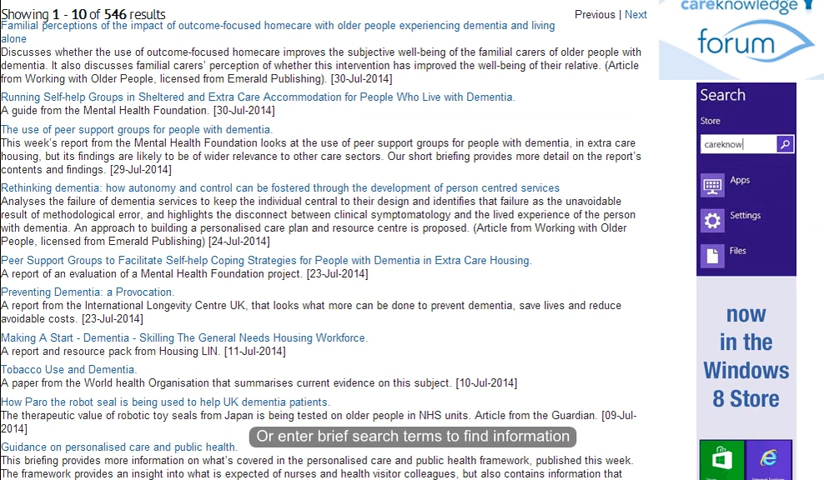 Showing 1 - 10 of 546 results
Previous | Next
Familial perceptions of the impact of outcome-focused homecare with older people experiencing dementia and living
alone
Discusses whether the use of outcome-focused homecare improves the subjective well-being of the familial carers of older people with
dementia. It also discusses familial carers' perception of whether this intervention has improved the well-being of their relative. (Article
from Working with Older People, licensed from Emerald Publishing). [30-Jul-2014]
Running Self-help Groups in Sheltered and Extra Care Accommodation for People Who Live with Dementia.
A guide from the Mental Health Foundation. [30-Jul-2014]
The use of peer support groups for people with dementia.
This week's report from the Mental Health Foundation looks at the use of peer support groups for people with dementia, in extra care
housing, but its findings are likely to be of wider relevance to other care sectors. Our short briefing provides more detail on the report's
contents and findings. [29-Jul-2014]
Rethinking dementia: how autonomy and control can be fostered through the development of person centred services
Analyses the failure of dementia services to keep the individual central to their design and identifies that failure as the unavoidable
result of methodological error, and highlights the disconnect between clinical symptomatology and the lived experience of the person
with dementia. An approach to building a personalised care plan and resource centre is proposed. (Article from Working with Older
People, licensed from Emerald Publishing) [24-Jul-2014]
Peer Support Groups to Facilitate Self-help Coping Strategies for People with Dementia in Extra Care Housing.
A report of an evaluation of a Mental Health Foundation project. [23-Jul-2014]
Preventing Dementia: a Provocation.
A report from the International Longevity Centre UK, that looks what more can be done to prevent dementia, save lives and reduce
avoidable costs. [23-Jul-2014]
Making A Start - Dementia - Skilling The General Needs Housing Workforce.
A report and resource pack from Housing LIN. [11-Jul-2014]
Tobacco Use and Dementia.
A paper from the World health Organisation that summarises current evidence on this subject. [10-Jul-2014]
How Paro the robot seal is being used to help UK dementia patients.
The therapeutic value of robotic toy seals from Japan is being tested on older people in NHS units. Article from the Guardian. [09-Jul-
2014]
Guidance on personalised care and public health.
This briefing provides more information on what's covered in the personalised care and public health framework, published this week.
The framework provides an insight into what is expected of nurses and health visitor colleagues, but also contains information that
Or enter brief search terms to find information
careknowledge
forum
Search
Store
careknow
Apps
Settings
Files
now
in the
Windows
8 Store